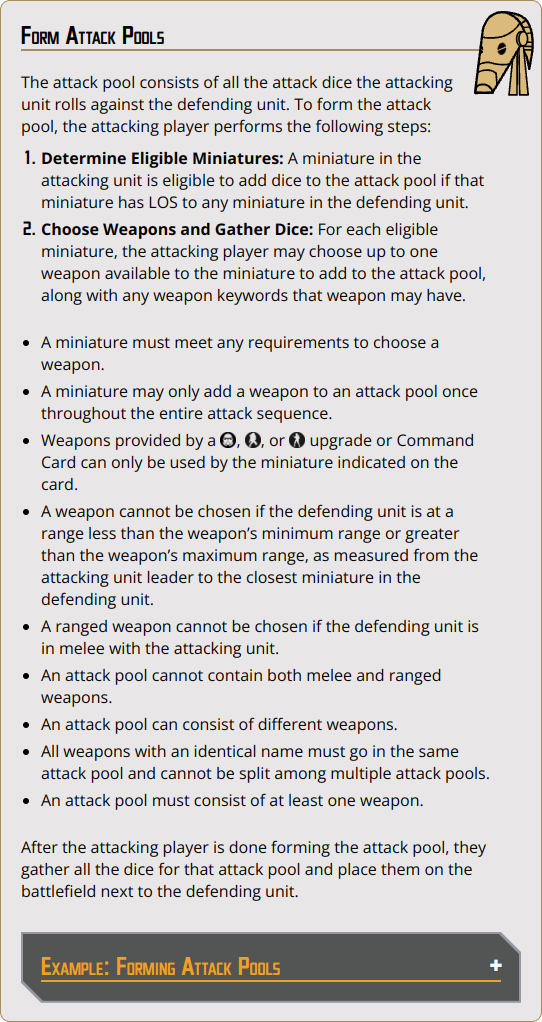 Form Attack Pools
The attack pool consists of all the attack dice the attacking
unit rolls against the defending unit. To form the attack
pool, the attacking player performs the following steps:
1. Determine Eligible Miniatures: A miniature in the
attacking unit is eligible to add dice to the attack pool if that
miniature has LOS to any miniature in the defending unit.
2. Choose Weapons and Gather Dice: For each eligible
miniature, the attacking player may choose up to one
weapon available to the miniature to add to the attack pool,
along with any weapon keywords that weapon may have.
• A miniature must meet any requirements to choose a
weapon.
• A miniature may only add a weapon to an attack pool once
throughout the entire attack sequence.
• Weapons provided by a , , or upgrade or Command
Card can only be used by the miniature indicated on the
card.
• A weapon cannot be chosen if the defending unit is at a
range less than the weapon’s minimum range or greater
than the weapon’s maximum range, as measured from the
attacking unit leader to the closest miniature in the
defending unit.
• A ranged weapon cannot be chosen if the defending unit is
in melee with the attacking unit.
• An attack pool cannot contain both melee and ranged
weapons.
• An attack pool can consist of different weapons.
• All weapons with an identical name must go in the same
attack pool and cannot be split among multiple attack pools.
• An attack pool must consist of at least one weapon.
After the attacking player is done forming the attack pool, they
gather all the dice for that attack pool and place them on the
battlefield next to the defending unit.
Example: Forming Attack Pools +